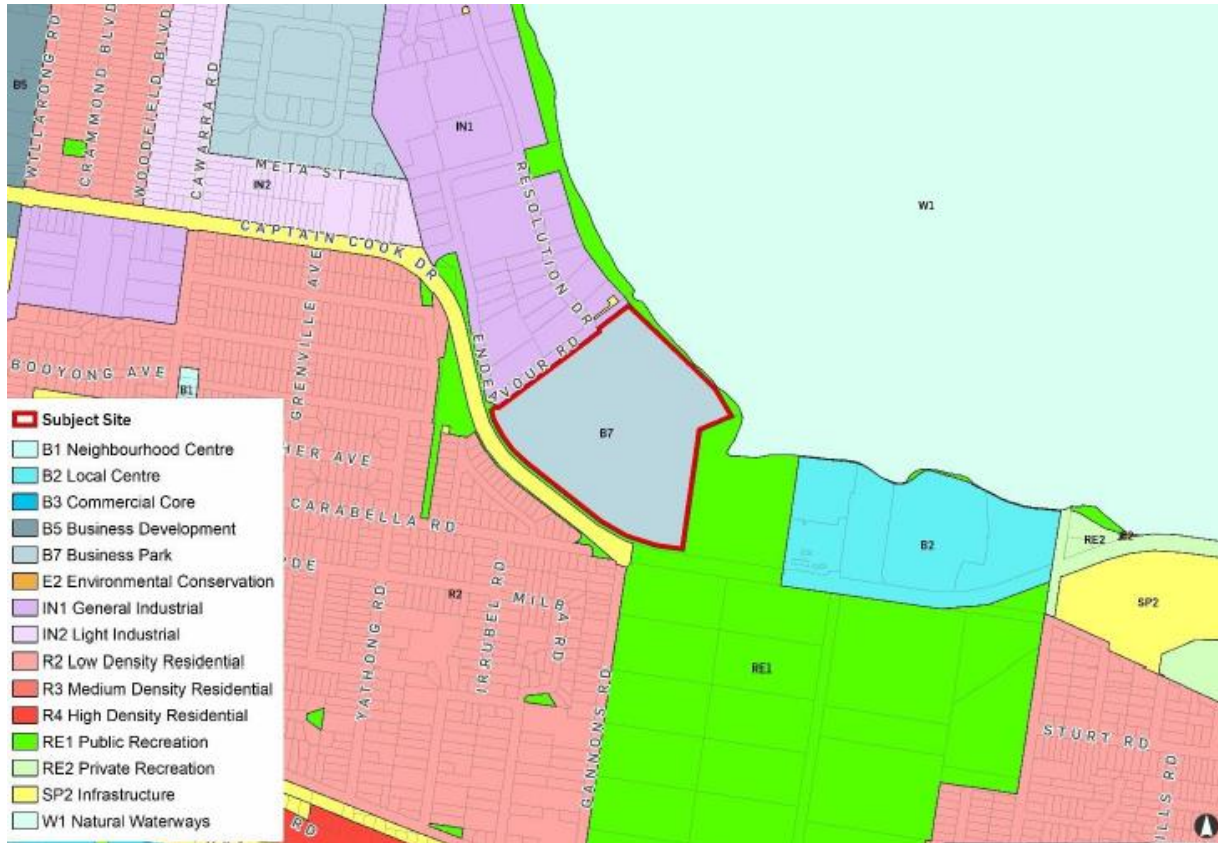 B5
WILLARONG RD
CRAMMOND BLVD
WOODFIELD BLVD
CAWARRA RD
META ST
IN2
IN1
RESOLUTION DR
W1
CAPTAIN COOK DR
GRENVILLE AVE
ENDEAVOUR RD
BOOYONG AVE
B1
B7
HER AVE
CARABELLA RD
DE
YATHONG RD
R2
IRRUBEL RD
MILBA RD
GANNONS RD
RE1
B2
RE2
E2
SP2
STURT RD
ILLS RD
RD
Subject Site
B1 Neighbourhood Centre
B2 Local Centre
B3 Commercial Core
B5 Business Development
B7 Business Park
E2 Environmental Conservation
IN1 General Industrial
IN2 Light Industrial
R2 Low Density Residential
R3 Medium Density Residential
R4 High Density Residential
RE1 Public Recreation
RE2 Private Recreation
SP2 Infrastructure
W1 Natural Waterways